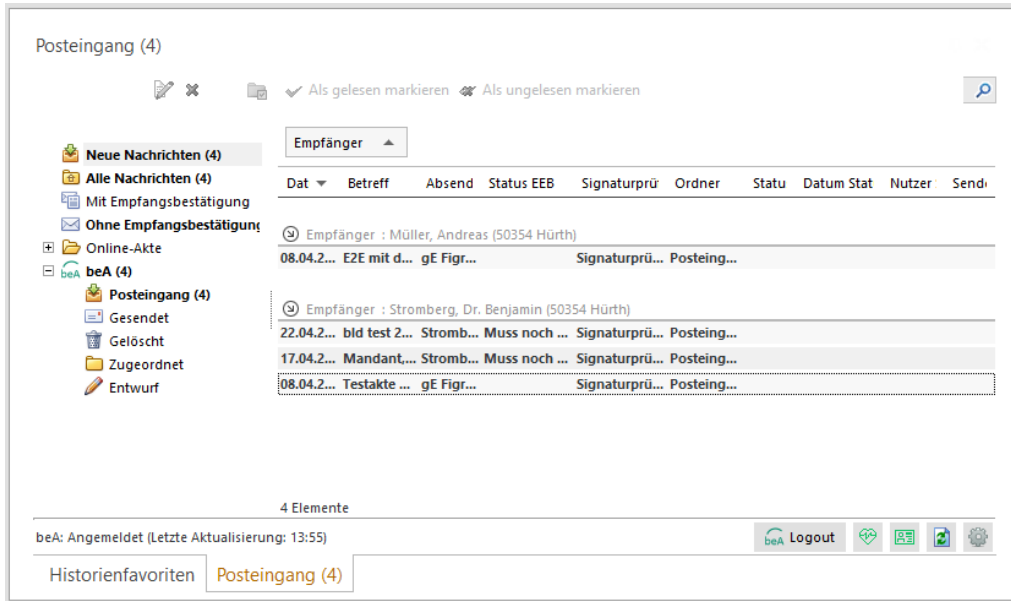 Posteingang (4)
Als gelesen markieren Als ungelesen markieren
Neue Nachrichten (4)
Alle Nachrichten (4)
Mit Empfangsbestätigung
Ohne Empfangsbestätigung
Online-Akte
beA beA (4)
Posteingang (4)
Gesendet
Gelöscht
Zugeordnet
Entwurf
Empfänger
Dat Betreff Absend Status EEB Signaturprür Ordner Statu Datum Stat Nutzer Sende
Empfänger : Müller, Andreas (50354 Hürth)
08.04.2... E2E mit d... gE Figr... Signaturprü... Posteing...
Empfänger : Stromberg, Dr. Benjamin (50354 Hürth)
22.04.2... bld test 2... Stromb... Muss noch ... Signaturprü... Posteing...
17.04.2... Mandant,... Stromb... Muss noch ... Signaturprü... Posteing...
08.04.2... Testakte ... gE Figr... Signaturprü... Posteing...
4 Elemente
beA: Angemeldet (Letzte Aktualisierung: 13:55)
beA Logout
Historienfavoriten Posteingang (4)